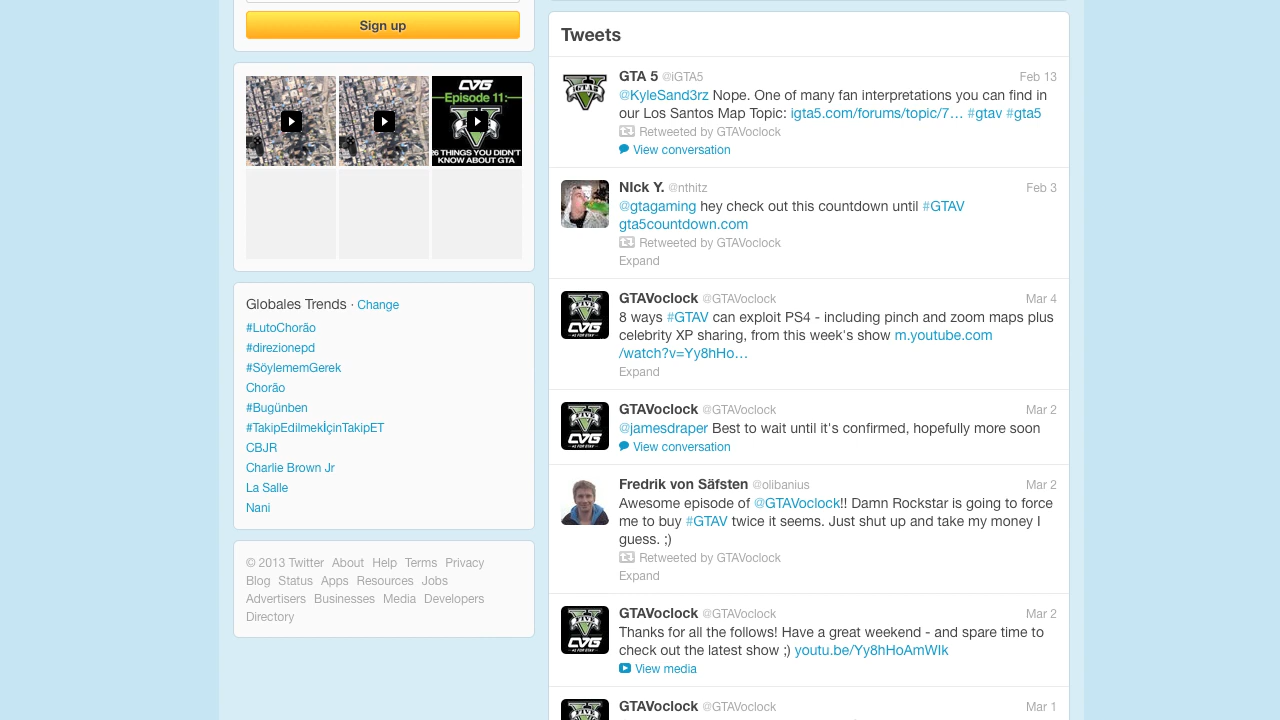 Sign up
CVG
Episode 11:
V
26 THINGS YOU DIDN'T
KNOW ABOUT GTA
Globales Trends · Change
#LutoChorão
#direzionepd
#SöylememGerek
Chorão
#Bugünben
#TakipEdilmekİçinTakipET
CBJR
Charlie Brown Jr
La Salle
Nani
© 2013 Twitter About Help Terms Privacy
Blog Status Apps Resources Jobs
Advertisers Businesses Media Developers
Directory
Tweets
GTA 5 @iGTA5 Feb 13
@KyleSand3rz Nope. One of many fan interpretations you can find in
our Los Santos Map Topic: igta5.com/forums/topic/7… #gtav #gta5
Retweeted by GTAVoclock
View conversation
NIck Y. @nthitz Feb 3
@gtagaming hey check out this countdown until #GTAV
gta5countdown.com
Retweeted by GTAVoclock
Expand
GTAVoclock @GTAVoclock Mar 4
8 ways #GTAV can exploit PS4 - including pinch and zoom maps plus
celebrity XP sharing, from this week's show m.youtube.com
/watch?v=Yy8hHo…
Expand
GTAVoclock @GTAVoclock Mar 2
@jamesdraper Best to wait until it's confirmed, hopefully more soon
View conversation
Fredrik von Säfsten @olibanius Mar 2
Awesome episode of @GTAVoclock!! Damn Rockstar is going to force
me to buy #GTAV twice it seems. Just shut up and take my money I
guess. ;)
Retweeted by GTAVoclock
Expand
GTAVoclock @GTAVoclock Mar 2
Thanks for all the follows! Have a great weekend - and spare time to
check out the latest show ;) youtu.be/Yy8hHoAmWIk
View media
GTAVoclock @GTAVoclock Mar 1